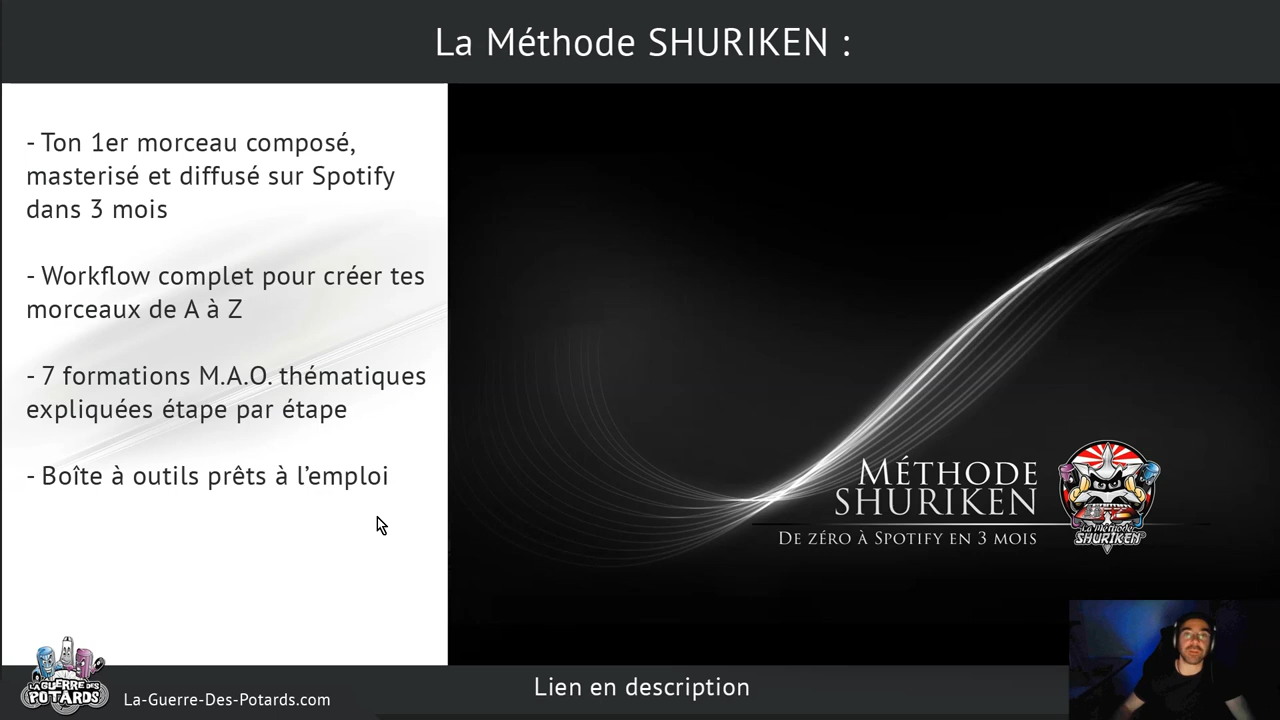 La Méthode SHURIKEN :
- Ton 1er morceau composé,
masterisé et diffusé sur Spotify
dans 3 mois
- Workflow complet pour créer tes
morceaux de A à Z
- 7 formations M.A.O. thématiques
expliquées étape par étape
- Boîte à outils prêts à l’emploi
MÉTHODE
SHURIKEN
DE ZÉRO À SPOTIFY EN 3 MOIS
La Méthode
SHURIKEN
LA GUERRE DES
POTARDS
La-Guerre-Des-Potards.com
Lien en description